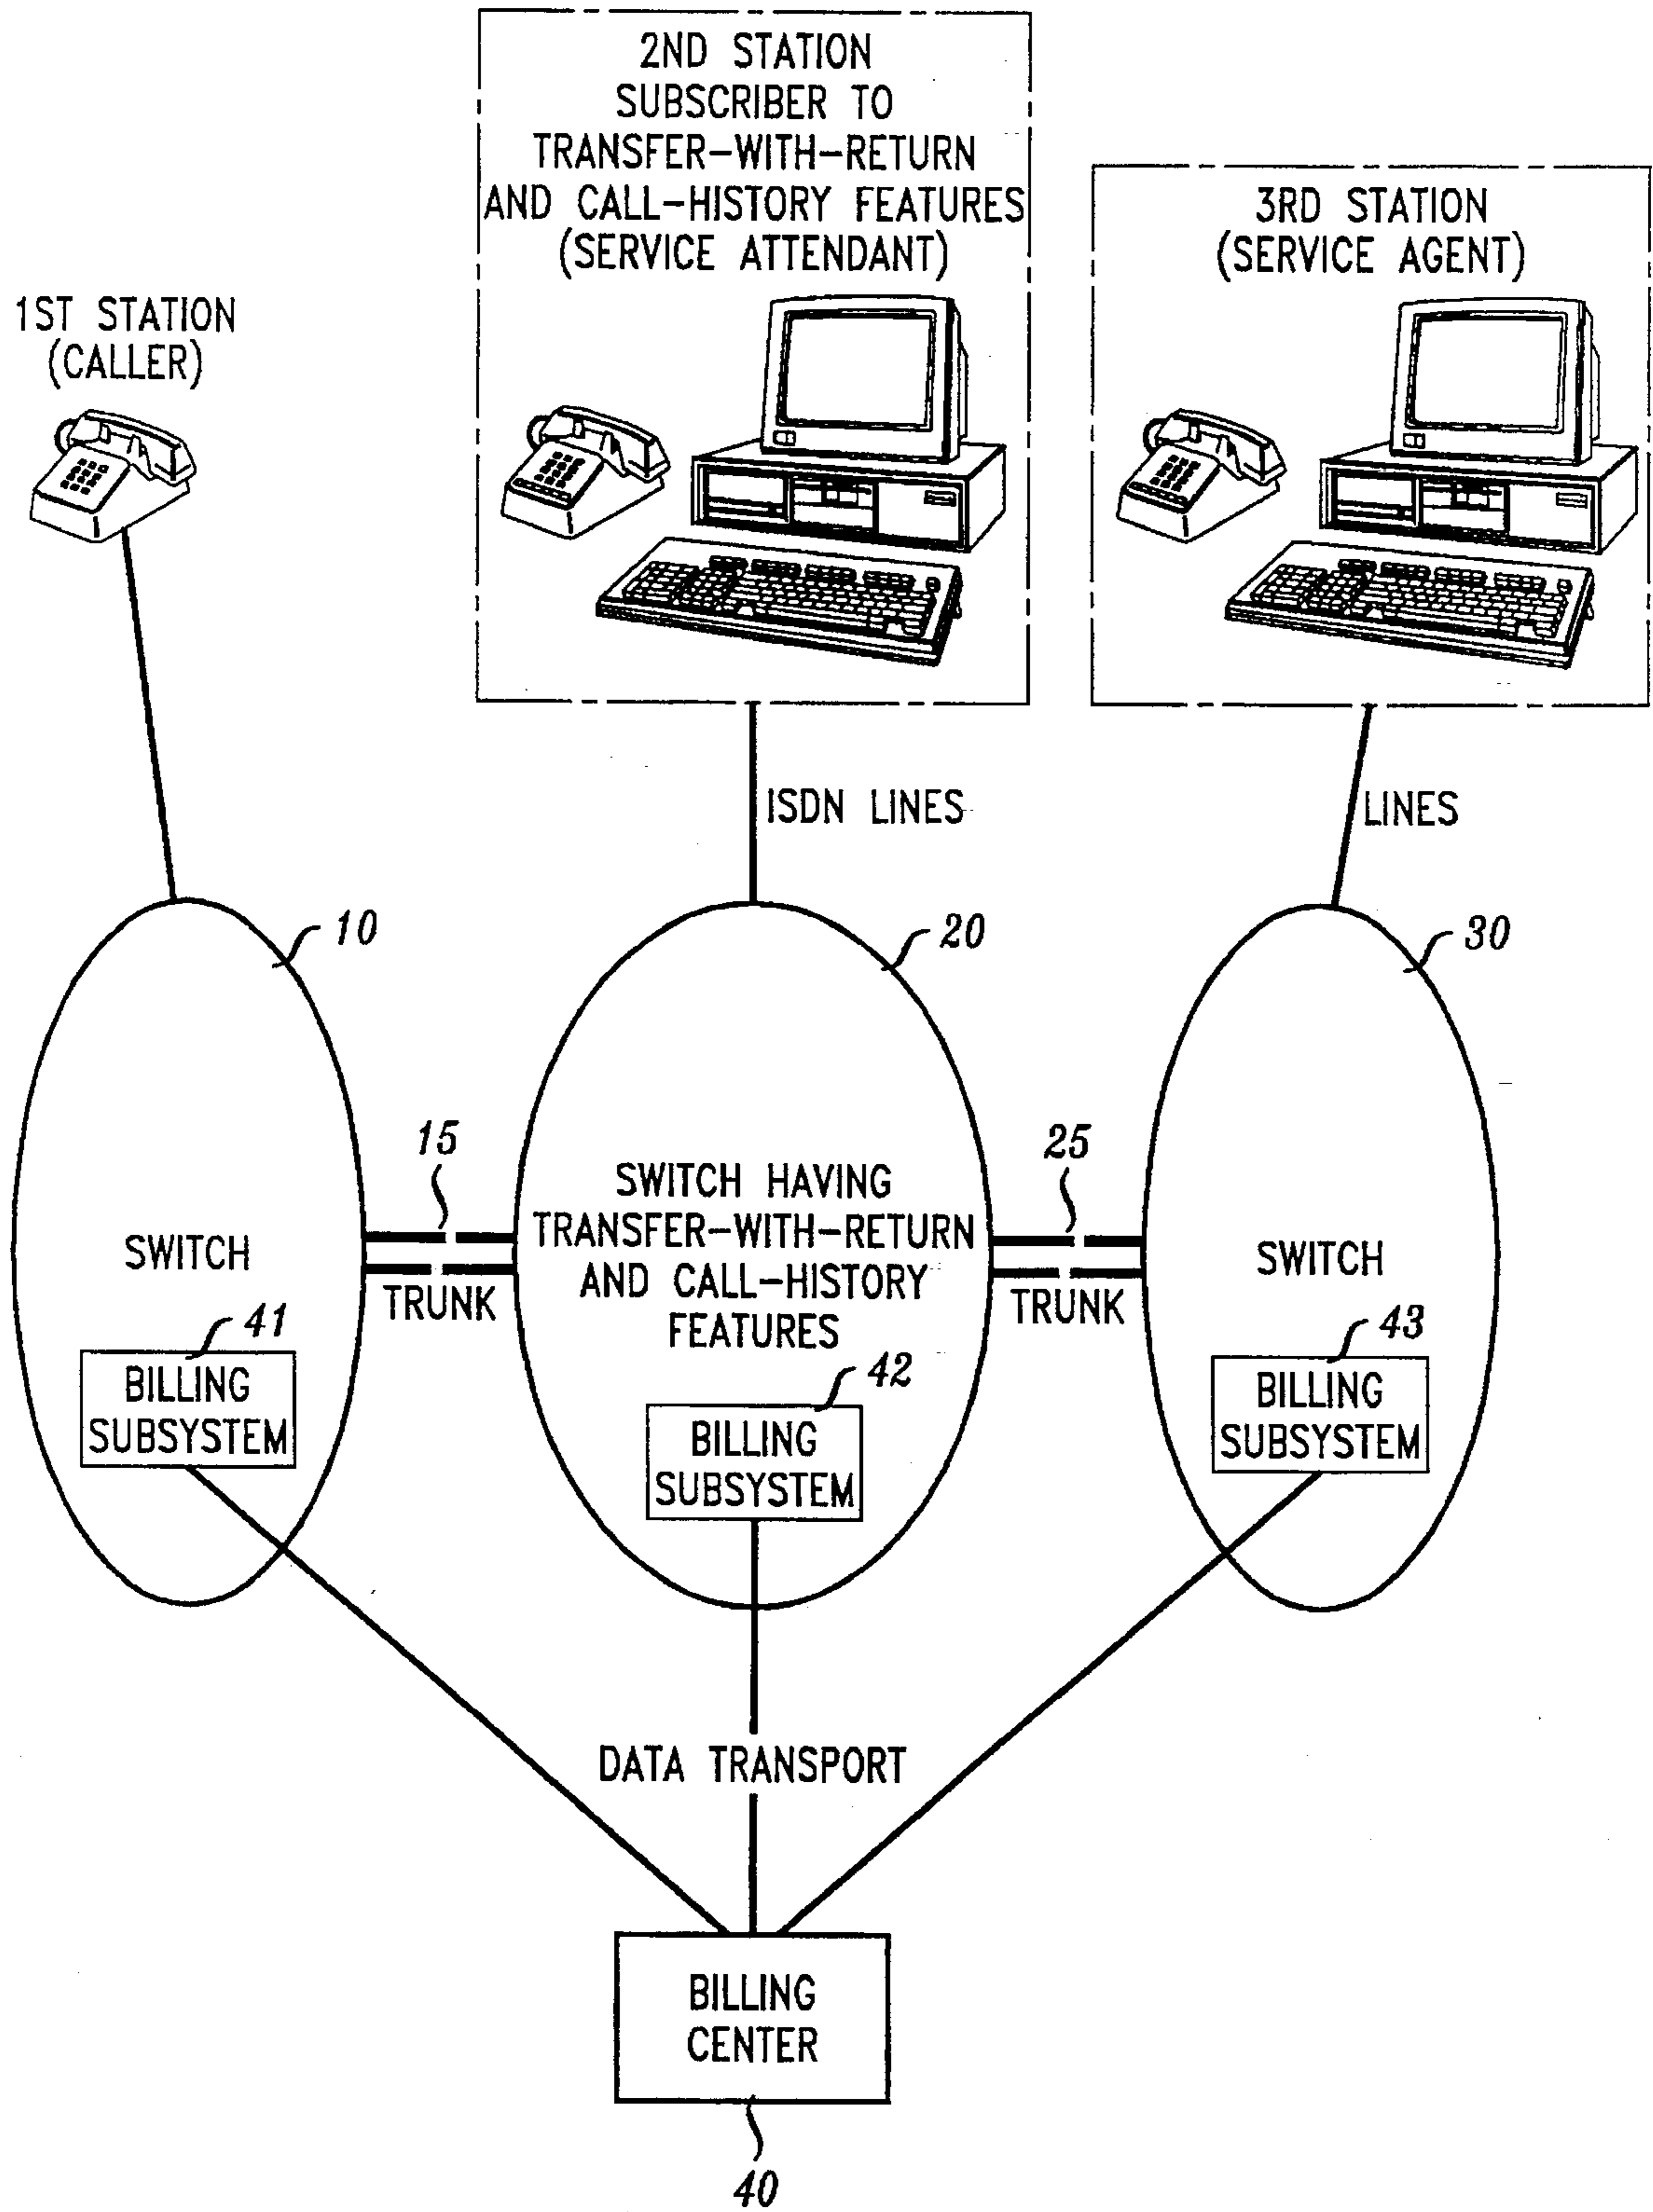 2ND STATION
SUBSCRIBER TO
TRANSFER-WITH-RETURN
AND CALL-HISTORY FEATURES
(SERVICE ATTENDANT)
3RD STATION
(SERVICE AGENT)
1ST STATION
(CALLER)
ISDN LINES
LINES
10
20
30
15
25
SWITCH
TRUNK
SWITCH HAVING
TRANSFER-WITH-RETURN
AND CALL-HISTORY
FEATURES
TRUNK
SWITCH
41
BILLING
SUBSYSTEM
42
BILLING
SUBSYSTEM
43
BILLING
SUBSYSTEM
DATA TRANSPORT
BILLING
CENTER
40